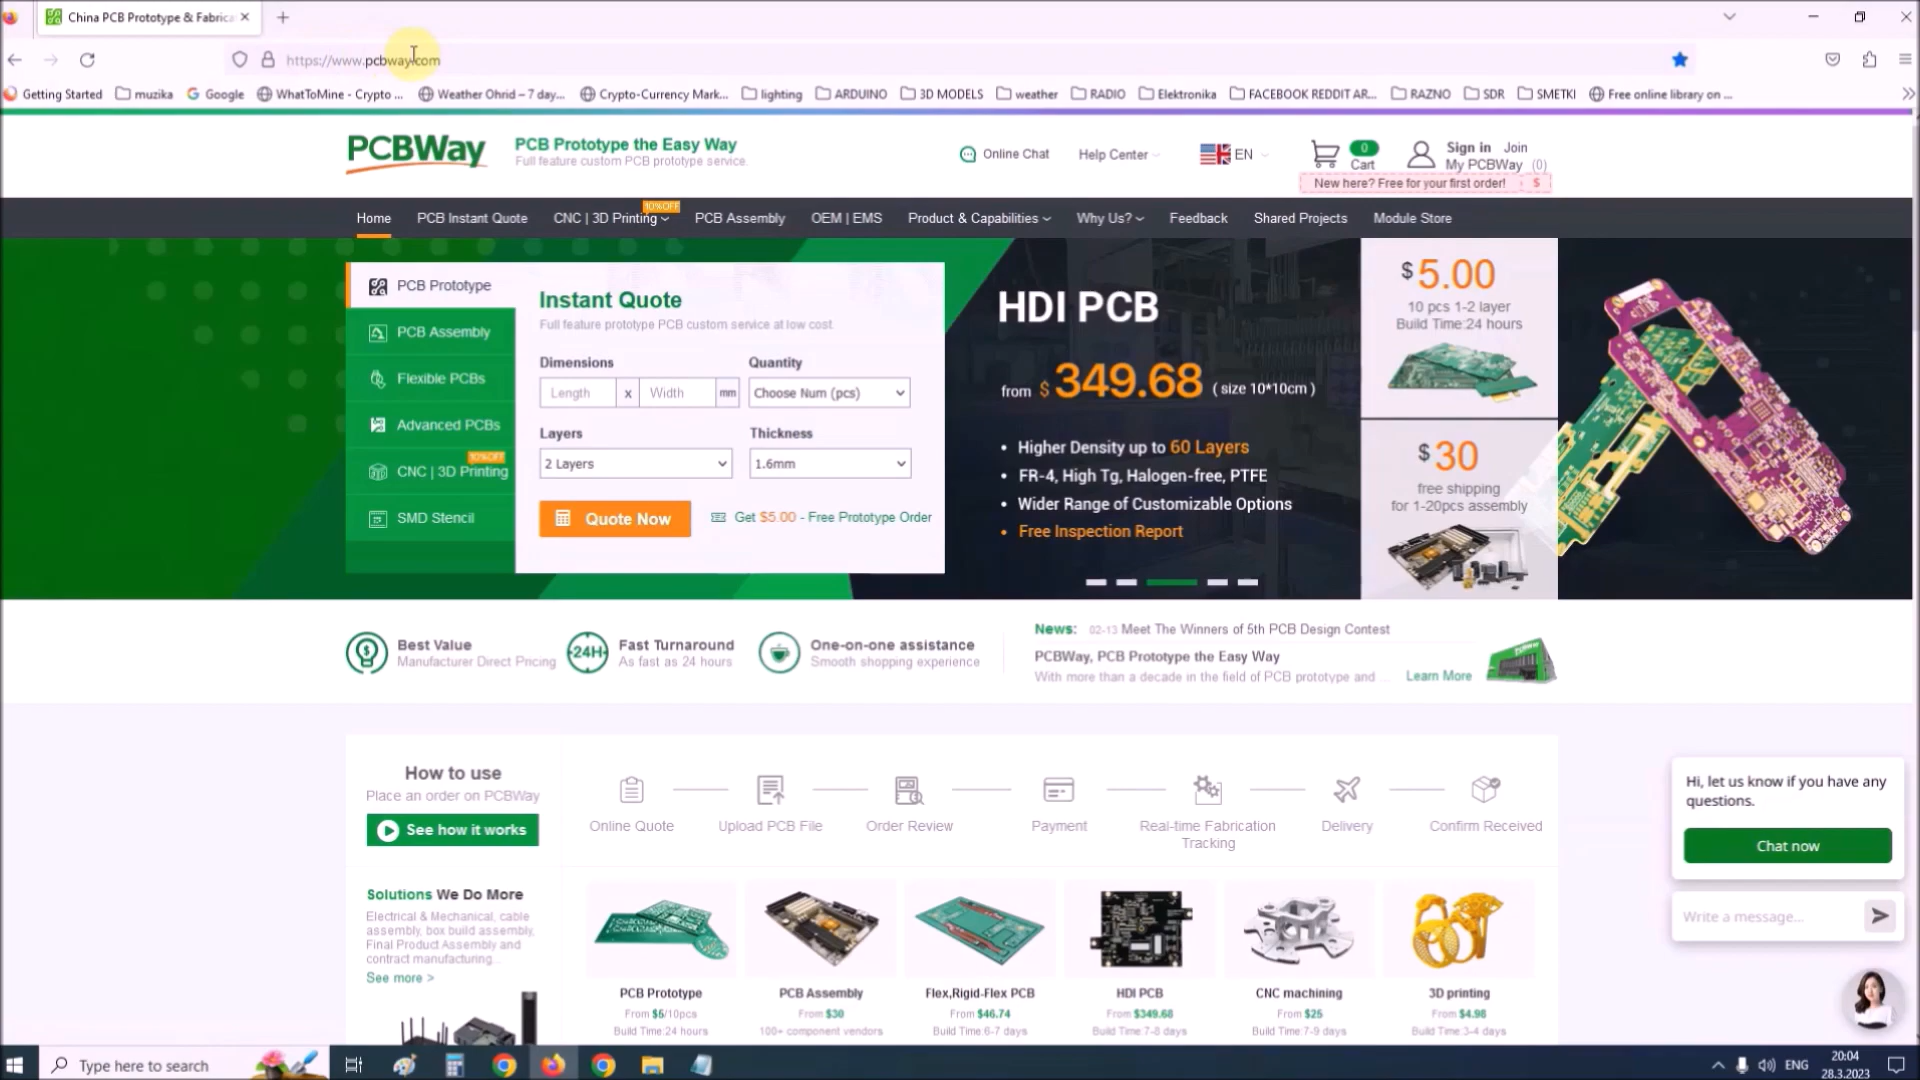 China PCB Prototype & Fabrica
https://www.pcbway.com
Getting Started
muzika
Google
WhatToMine - Crypto ...
Weather Ohrid – 7 day...
Crypto-Currency Mark...
lighting
ARDUINO
3D MODELS
weather
RADIO
Elektronika
FACEBOOK REDDIT AR...
RAZNO
SDR
SMETKI
Free online library on ...
PCBWay
PCB Prototype the Easy Way
Full feature custom PCB prototype service.
Online Chat
Help Center
EN
0
Cart
Sign in Join
My PCBWay (0)
New here? Free for your first order! $
Home
PCB Instant Quote
CNC | 3D Printing
10%OFF
PCB Assembly
OEM | EMS
Product & Capabilities
Why Us?
Feedback
Shared Projects
Module Store
PCB Prototype
PCB Assembly
Flexible PCBs
Advanced PCBs
10%OFF
CNC | 3D Printing
SMD Stencil
Instant Quote
Full feature prototype PCB custom service at low cost.
Dimensions
Quantity
Length x Width mm
Choose Num (pcs)
Layers
Thickness
2 Layers
1.6mm
Quote Now
Get $5.00 - Free Prototype Order
HDI PCB
from $ 349.68 ( size 10*10cm )
• Higher Density up to 60 Layers
• FR-4, High Tg, Halogen-free, PTFE
• Wider Range of Customizable Options
• Free Inspection Report
$ 5.00
10 pcs 1-2 layer
Build Time:24 hours
$ 30
free shipping
for 1-20pcs assembly
Best Value
Manufacturer Direct Pricing
24H
Fast Turnaround
As fast as 24 hours
One-on-one assistance
Smooth shopping experience
News: 02-13 Meet The Winners of 5th PCB Design Contest
PCBWay, PCB Prototype the Easy Way
With more than a decade in the field of PCB prototype and ...
Learn More
How to use
Place an order on PCBWay
See how it works
Online Quote
Upload PCB File
Order Review
Payment
Real-time Fabrication
Tracking
Delivery
Confirm Received
Hi, let us know if you have any
questions.
Chat now
Write a message...
Solutions We Do More
Electrical & Mechanical, cable
assembly, box build assembly,
Final Product Assembly and
contract manufacturing...
See more >
PCB Prototype
From $5/10pcs
Build Time:24 hours
PCB Assembly
From $30
100+ component vendors
Flex,Rigid-Flex PCB
From $46.74
Build Time:6-7 days
HDI PCB
From $349.68
Build Time:7-8 days
CNC machining
From $25
Build Time:7-9 days
3D printing
From $4.98
Build Time:3-4 days
Type here to search
ENG
20:04
28.3.2023